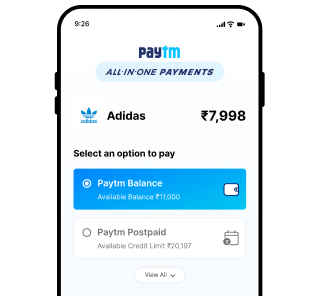 9:26
paytm
ALL-IN-ONE PAYMENTS
adidas
Adidas
₹7,998
Select an option to pay
Paytm Balance
Available Balance ₹11,000
Paytm Postpaid
Available Credit Limit ₹20,197
View All